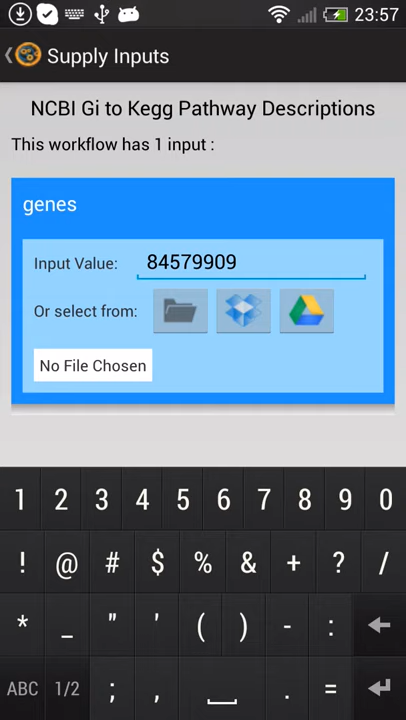 23:57
Supply Inputs
NCBI Gi to Kegg Pathway Descriptions
This workflow has 1 input :
genes
Input Value: 84579909
Or select from:
No File Chosen
1 2 3 4 5 6 7 8 9 0
! @ # $ % & + ? /
* _ " ' ( ) - :
ABC 1/2 ; , . =